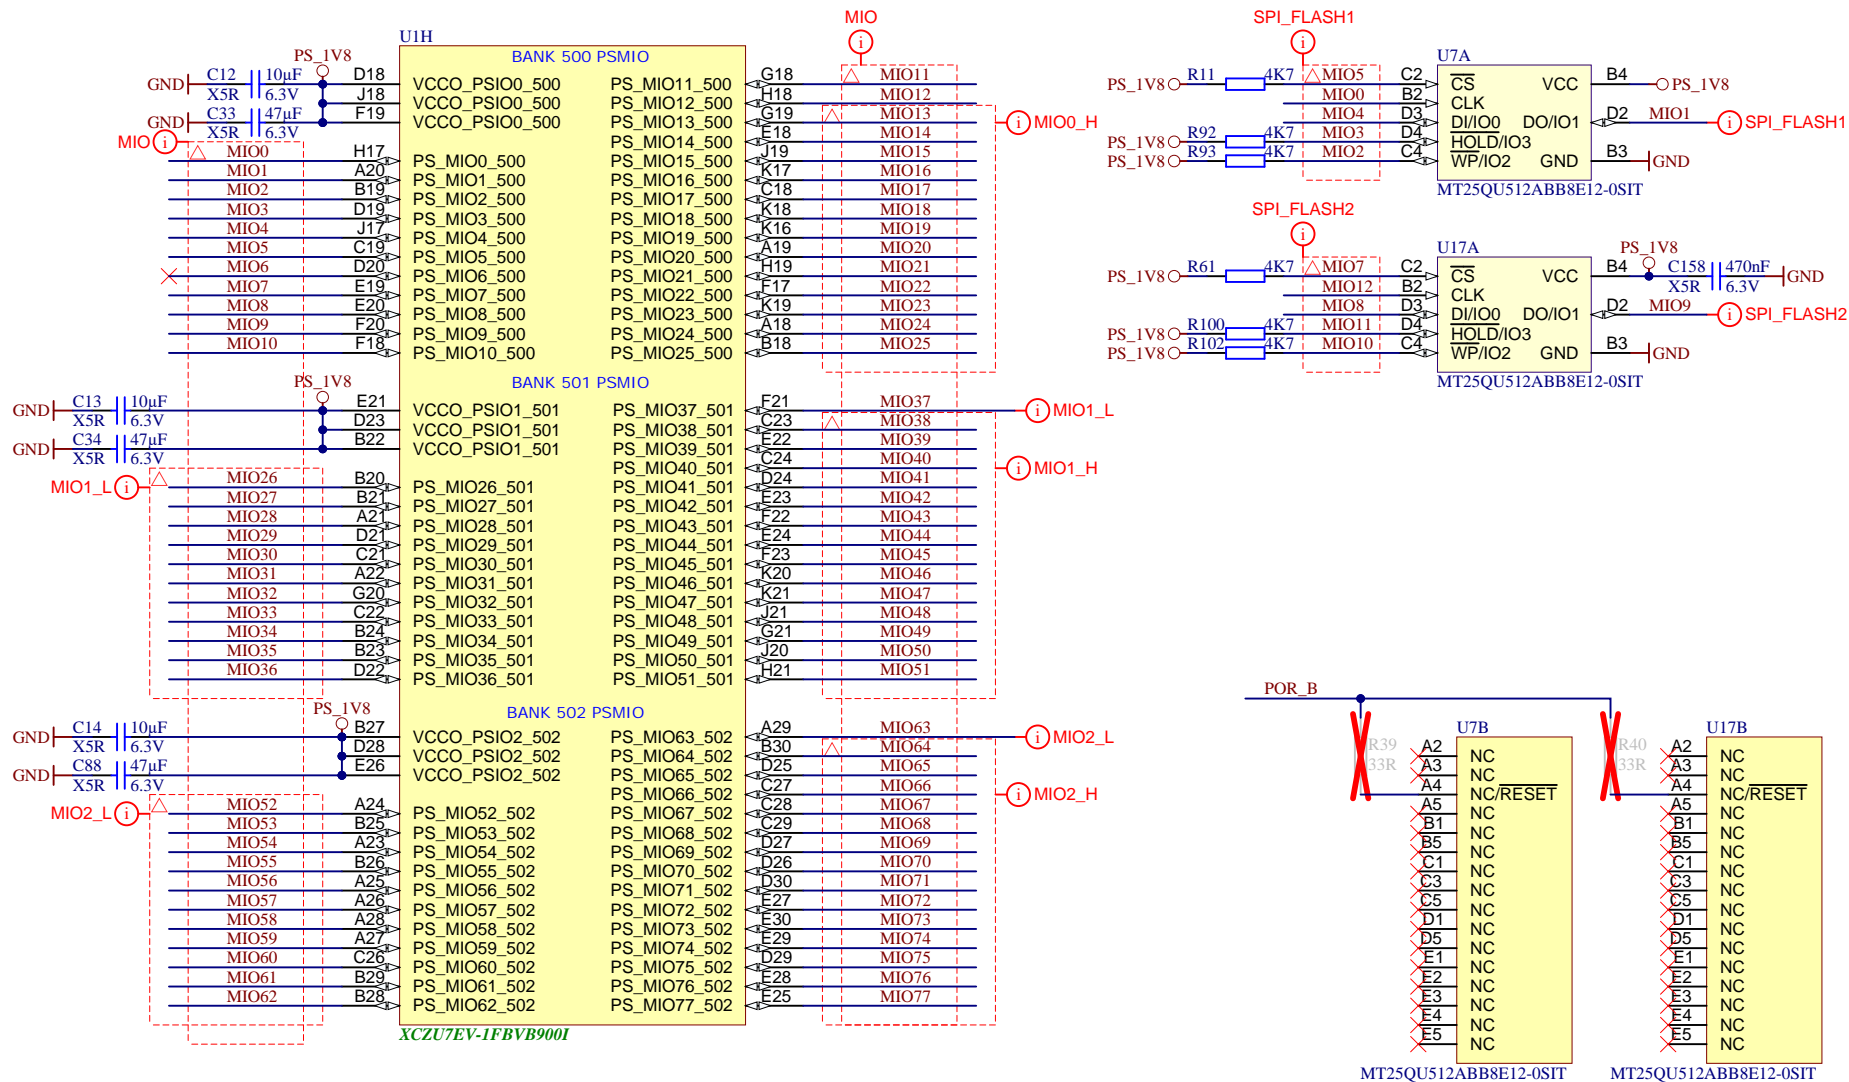 U1H
BANK 500 PSMIO
PS_1V8
GND C12 10µF X5R 6.3V
GND C33 47µF X5R 6.3V
D18 VCCO_PSIO0_500
J18 VCCO_PSIO0_500
F19 VCCO_PSIO0_500
MIO
MIO0 H17 PS_MIO0_500
MIO1 A20 PS_MIO1_500
MIO2 B19 PS_MIO2_500
MIO3 D19 PS_MIO3_500
MIO4 J17 PS_MIO4_500
MIO5 C19 PS_MIO5_500
MIO6 D20 PS_MIO6_500
MIO7 E19 PS_MIO7_500
MIO8 E20 PS_MIO8_500
MIO9 F20 PS_MIO9_500
MIO10 F18 PS_MIO10_500
MIO
PS_MIO11_500 G18 MIO11
PS_MIO12_500 H18 MIO12
PS_MIO13_500 G19 MIO13
MIO0_H
PS_MIO14_500 E18 MIO14
PS_MIO15_500 J19 MIO15
PS_MIO16_500 K17 MIO16
PS_MIO17_500 C18 MIO17
PS_MIO18_500 K18 MIO18
PS_MIO19_500 K16 MIO19
PS_MIO20_500 A19 MIO20
PS_MIO21_500 H19 MIO21
PS_MIO22_500 F17 MIO22
PS_MIO23_500 K19 MIO23
PS_MIO24_500 A18 MIO24
PS_MIO25_500 B18 MIO25
BANK 501 PSMIO
PS_1V8
GND C13 10µF X5R 6.3V
GND C34 47µF X5R 6.3V
E21 VCCO_PSIO1_501
D23 VCCO_PSIO1_501
B22 VCCO_PSIO1_501
MIO1_L
MIO26 B20 PS_MIO26_501
MIO27 B21 PS_MIO27_501
MIO28 A21 PS_MIO28_501
MIO29 D21 PS_MIO29_501
MIO30 C21 PS_MIO30_501
MIO31 A22 PS_MIO31_501
MIO32 G20 PS_MIO32_501
MIO33 C22 PS_MIO33_501
MIO34 B24 PS_MIO34_501
MIO35 B23 PS_MIO35_501
MIO36 D22 PS_MIO36_501
PS_MIO37_501 F21 MIO37 MIO1_L
PS_MIO38_501 C23 MIO38
PS_MIO39_501 E22 MIO39
PS_MIO40_501 C24 MIO40 MIO1_H
PS_MIO41_501 D24 MIO41
PS_MIO42_501 E23 MIO42
PS_MIO43_501 F22 MIO43
PS_MIO44_501 E24 MIO44
PS_MIO45_501 F23 MIO45
PS_MIO46_501 K20 MIO46
PS_MIO47_501 K21 MIO47
PS_MIO48_501 J21 MIO48
PS_MIO49_501 G21 MIO49
PS_MIO50_501 J20 MIO50
PS_MIO51_501 H21 MIO51
BANK 502 PSMIO
PS_1V8
GND C14 10µF X5R 6.3V
GND C88 47µF X5R 6.3V
B27 VCCO_PSIO2_502
D28 VCCO_PSIO2_502
E26 VCCO_PSIO2_502
MIO2_L
MIO52 A24 PS_MIO52_502
MIO53 B25 PS_MIO53_502
MIO54 A23 PS_MIO54_502
MIO55 B26 PS_MIO55_502
MIO56 A25 PS_MIO56_502
MIO57 A26 PS_MIO57_502
MIO58 A28 PS_MIO58_502
MIO59 A27 PS_MIO59_502
MIO60 C26 PS_MIO60_502
MIO61 B29 PS_MIO61_502
MIO62 B28 PS_MIO62_502
PS_MIO63_502 A29 MIO63 MIO2_L
PS_MIO64_502 B30 MIO64
PS_MIO65_502 D25 MIO65
PS_MIO66_502 C27 MIO66 MIO2_H
PS_MIO67_502 C28 MIO67
PS_MIO68_502 C29 MIO68
PS_MIO69_502 D27 MIO69
PS_MIO70_502 D26 MIO70
PS_MIO71_502 D30 MIO71
PS_MIO72_502 E27 MIO72
PS_MIO73_502 E30 MIO73
PS_MIO74_502 E29 MIO74
PS_MIO75_502 D29 MIO75
PS_MIO76_502 E28 MIO76
PS_MIO77_502 E25 MIO77
XCZU7EV-1FBVB900I
SPI_FLASH1
U7A
PS_1V8 R11 4K7 MIO5 C2 CS VCC B4 PS_1V8
MIO0 B2 CLK
MIO4 D3 DI/IO0 DO/IO1 D2 MIO1 SPI_FLASH1
PS_1V8 R92 4K7 MIO3 D4 HOLD/IO3
PS_1V8 R93 4K7 MIO2 C4 WP/IO2 GND B3 GND
MT25QU512ABB8E12-0SIT
SPI_FLASH2
U17A
PS_1V8
PS_1V8 R61 4K7 MIO7 C2 CS VCC B4 C158 470nF X5R 6.3V GND
MIO12 B2 CLK
MIO8 D3 DI/IO0 DO/IO1 D2 MIO9 SPI_FLASH2
PS_1V8 R100 4K7 MIO11 D4 HOLD/IO3
PS_1V8 R102 4K7 MIO10 C4 WP/IO2 GND B3 GND
MT25QU512ABB8E12-0SIT
POR_B
R39
33R
U7B
A2 NC
A3 NC
A4 NC/RESET
A5 NC
B1 NC
B5 NC
C1 NC
C3 NC
C5 NC
D1 NC
D5 NC
E1 NC
E2 NC
E3 NC
E4 NC
E5 NC
MT25QU512ABB8E12-0SIT
R40
33R
U17B
A2 NC
A3 NC
A4 NC/RESET
A5 NC
B1 NC
B5 NC
C1 NC
C3 NC
C5 NC
D1 NC
D5 NC
E1 NC
E2 NC
E3 NC
E4 NC
E5 NC
MT25QU512ABB8E12-0SIT